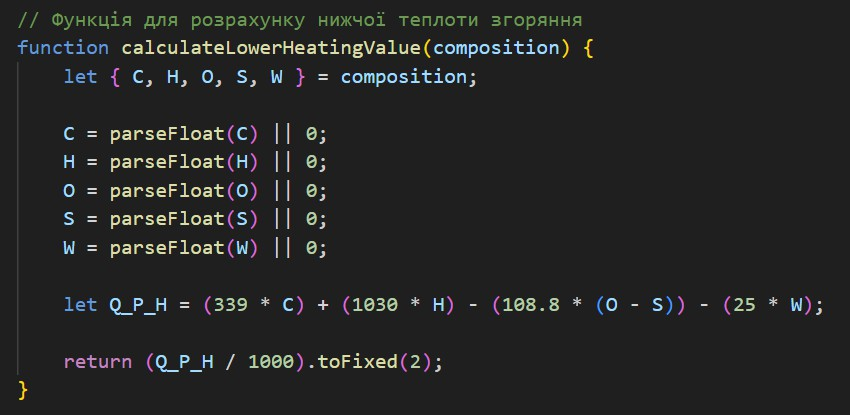 // Функція для розрахунку нижчої теплоти згоряння
function calculateLowerHeatingValue(composition) {
    let { C, H, O, S, W } = composition;

    C = parseFloat(C) || 0;
    H = parseFloat(H) || 0;
    O = parseFloat(O) || 0;
    S = parseFloat(S) || 0;
    W = parseFloat(W) || 0;

    let Q_P_H = (339 * C) + (1030 * H) - (108.8 * (O - S)) - (25 * W);

    return (Q_P_H / 1000).toFixed(2);
}